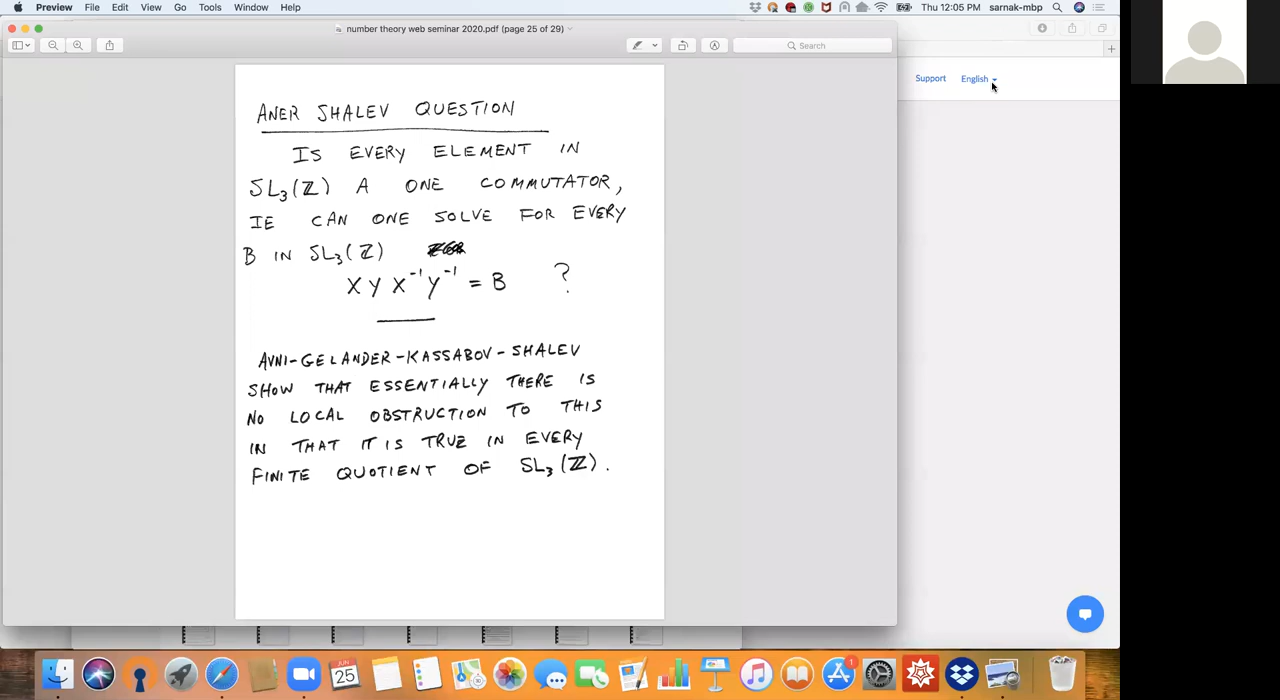 Preview File Edit View Go Tools Window Help
Thu 12:05 PM sarnak-mbp
number theory web seminar 2020.pdf (page 25 of 29)
Search
Support English
ANER SHALEV QUESTION
IS EVERY ELEMENT IN
SL₃(ℤ) A ONE COMMUTATOR,
IE CAN ONE SOLVE FOR EVERY
B IN SL₃(ℤ)
X Y X⁻¹ Y⁻¹ = B ?
AVNI-GELANDER-KASSABOV-SHALEV
SHOW THAT ESSENTIALLY THERE IS
NO LOCAL OBSTRUCTION TO THIS
IN THAT IT IS TRUE IN EVERY
FINITE QUOTIENT OF SL₃(ℤ).
JUN
25
1